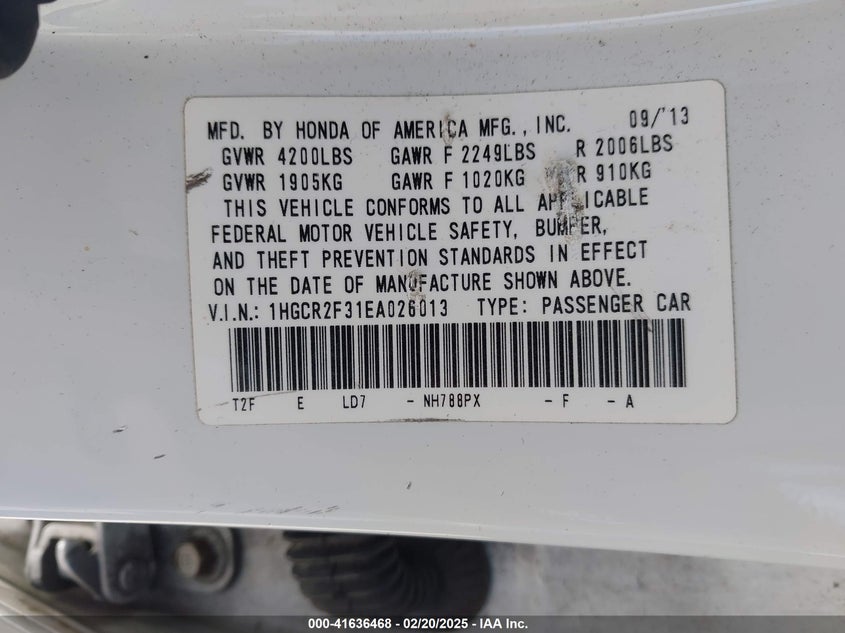 MFD. BY HONDA OF AMERICA MFG., INC. 09/'13
GVWR 4200LBS GAWR F 2249LBS R 2006LBS
GVWR 1905KG GAWR F 1020KG R 910KG
THIS VEHICLE CONFORMS TO ALL APPLICABLE
FEDERAL MOTOR VEHICLE SAFETY, BUMPER,
AND THEFT PREVENTION STANDARDS IN EFFECT
ON THE DATE OF MANUFACTURE SHOWN ABOVE.
V.I.N.: 1HGCR2F31EA026013 TYPE: PASSENGER CAR
T2F E LD7 - NH788PX - F - A
000-41636468 - 02/20/2025 - IAA Inc.